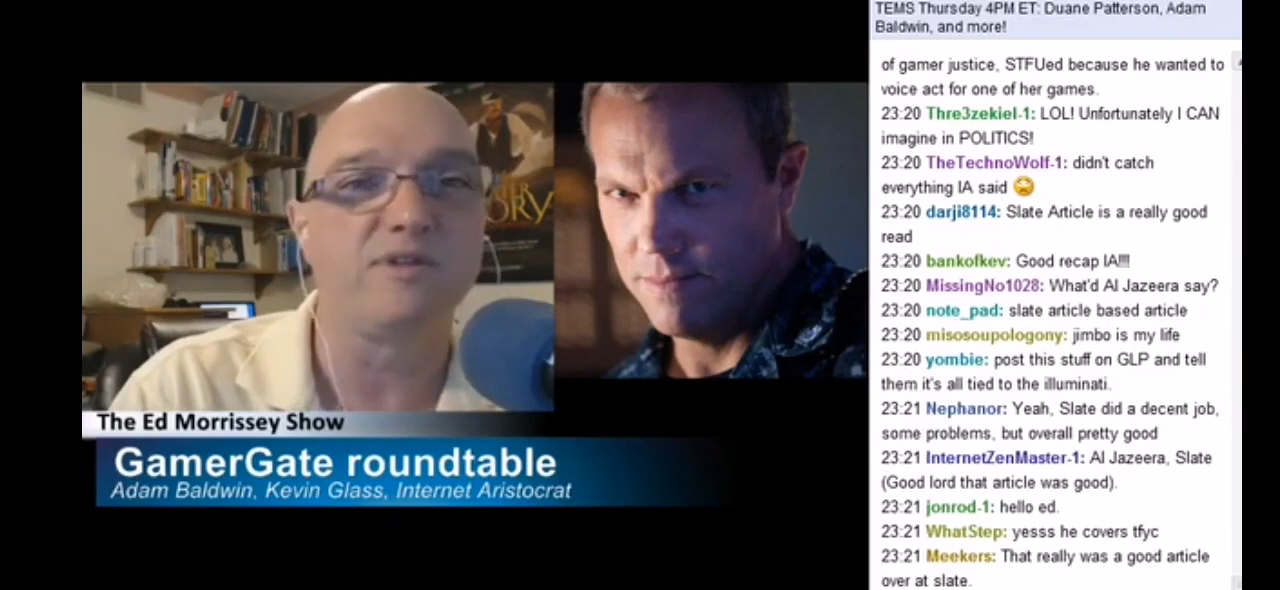 TEMS Thursday 4PM ET: Duane Patterson, Adam
Baldwin, and more!
of gamer justice, STFUed because he wanted to
voice act for one of her games.
23:20 Thre3zekiel-1: LOL! Unfortunately I CAN
imagine in POLITICS!
23:20 TheTechnoWolf-1: didn't catch
everything IA said
23:20 darji8114: Slate Article is a really good
read
23:20 bankofkev: Good recap IA!!!
23:20 MissingNo1028: What'd Al Jazeera say?
23:20 note_pad: slate article based article
23:20 misosoupologony: jimbo is my life
23:20 yombie: post this stuff on GLP and tell
them it's all tied to the illuminati.
23:21 Nephanor: Yeah, Slate did a decent job,
some problems, but overall pretty good
23:21 InternetZenMaster-1: Al Jazeera, Slate
(Good lord that article was good).
23:21 jonrod-1: hello ed.
23:21 WhatStep: yesss he covers tfyc
23:21 Meekers: That really was a good article
over at slate.
ORY
The Ed Morrissey Show
GamerGate roundtable
Adam Baldwin, Kevin Glass, Internet Aristocrat